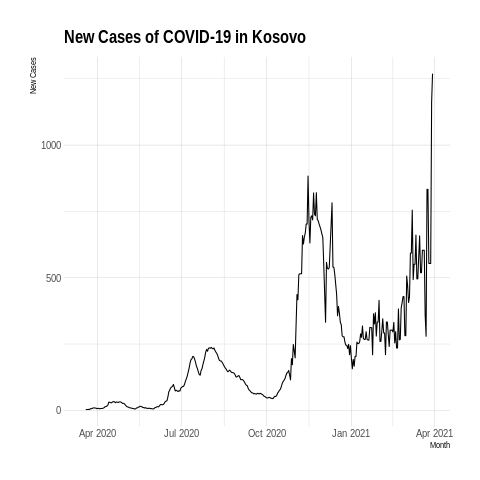 New Cases of COVID-19 in Kosovo
New Cases
1000
500
0
Apr 2020
Jul 2020
Oct 2020
Jan 2021
Apr 2021
Month